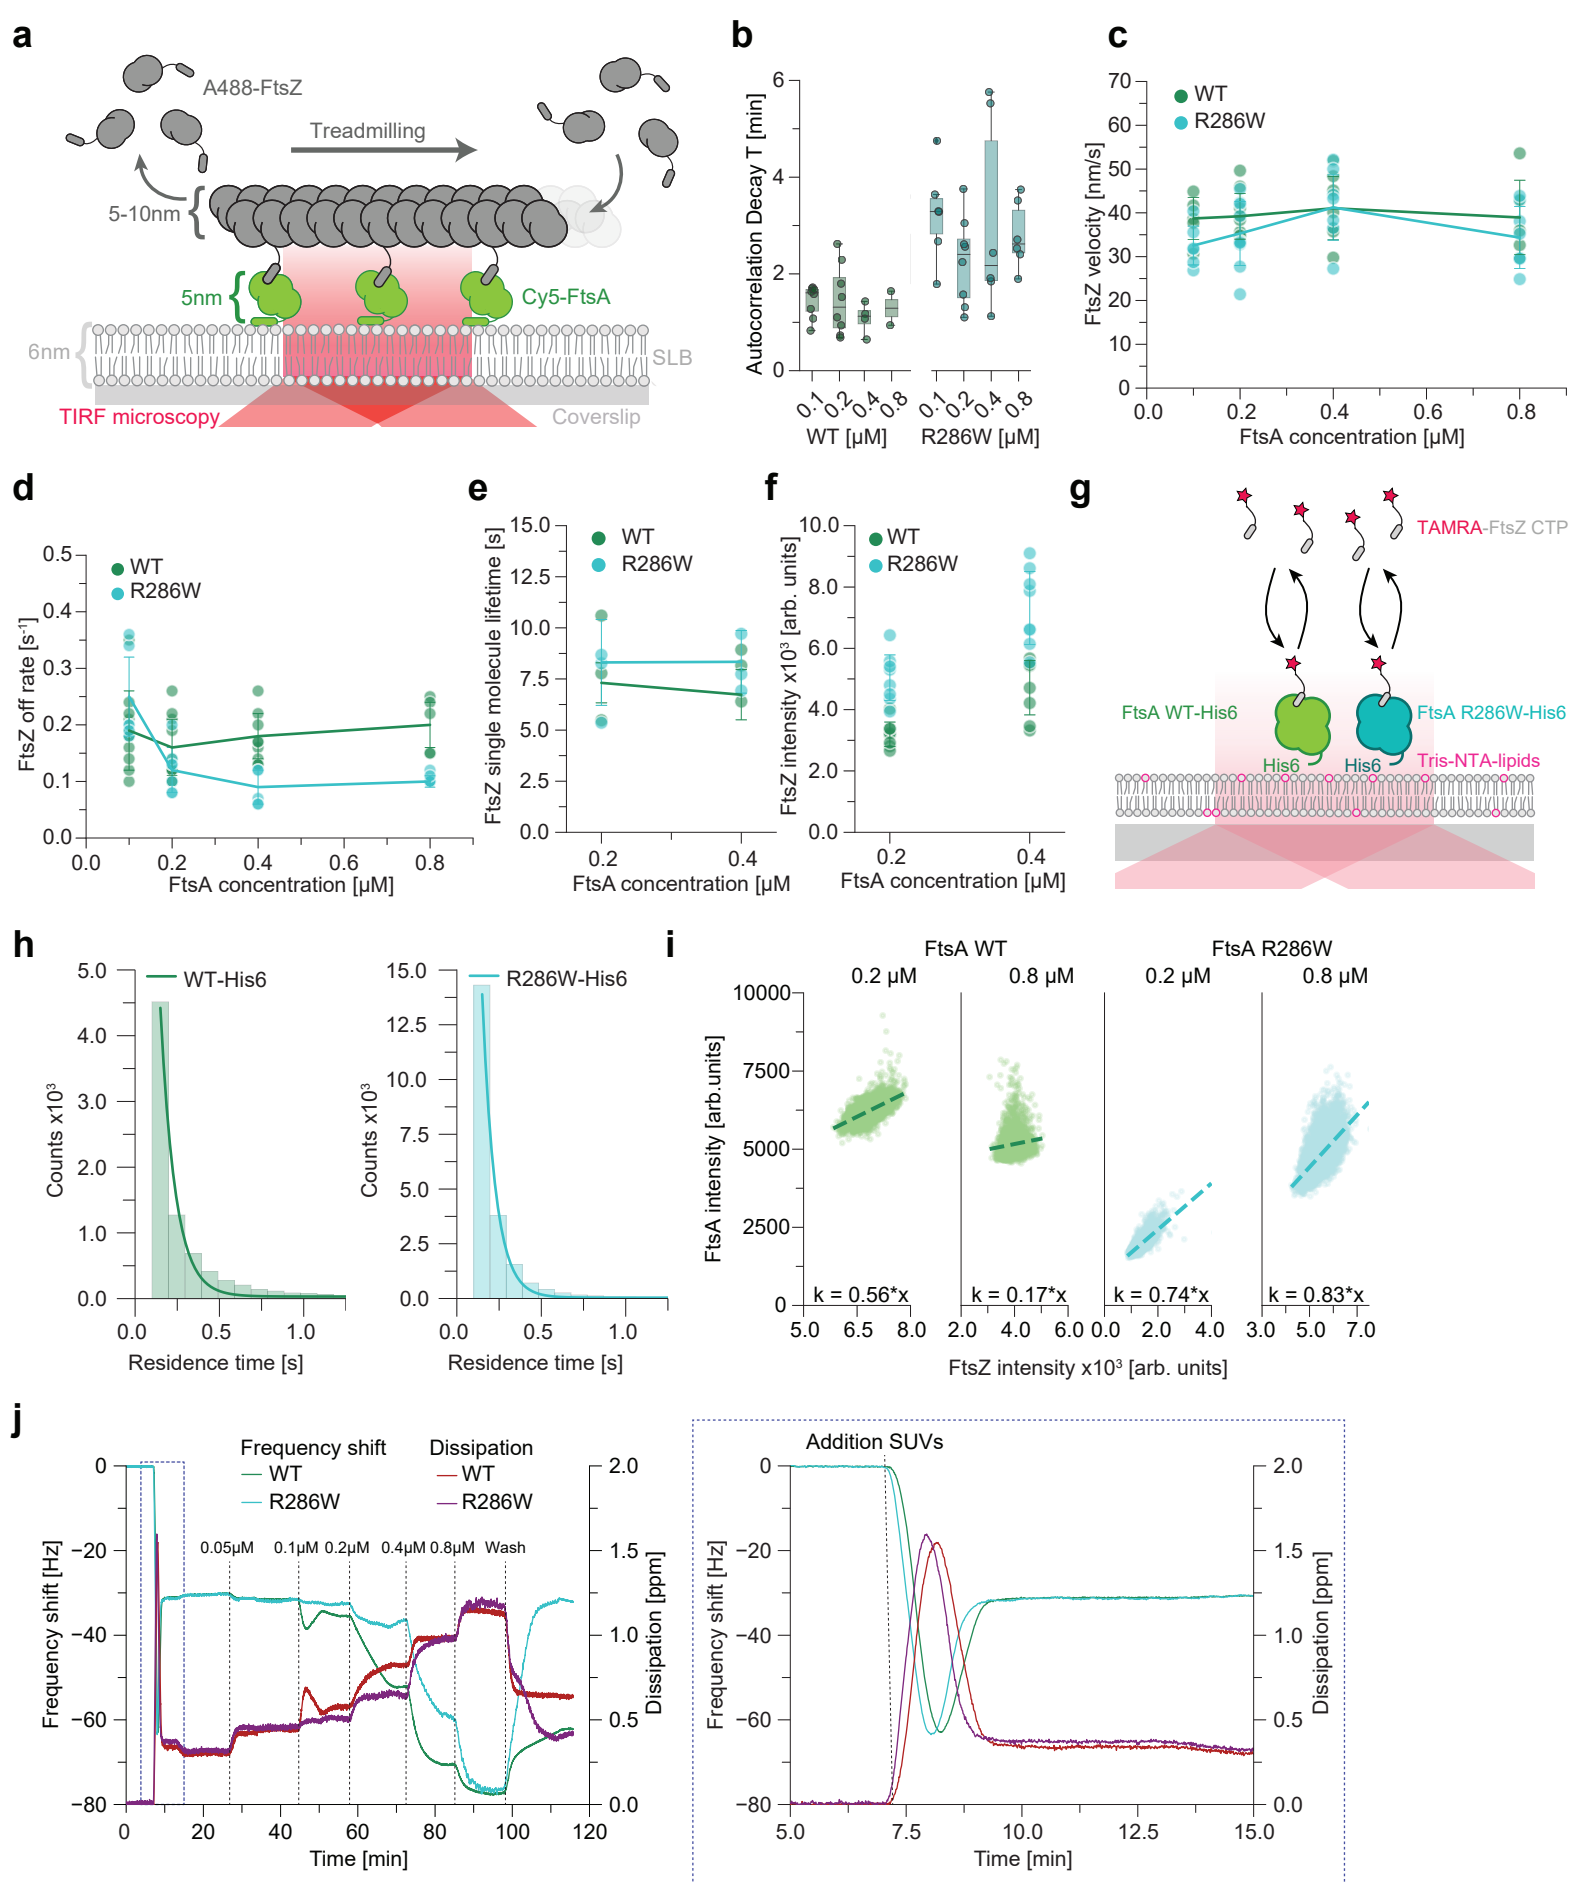 a
A488-FtsZ
Treadmilling
5-10nm
5nm
Cy5-FtsA
6nm
SLB
TIRF microscopy
Coverslip
b
Autocorrelation Decay T [min]
6
4
2
0
0.1
0.2
0.4
0.8
0.1
0.2
0.4
0.8
WT [µM]
R286W [µM]
c
FtsZ velocity [nm/s]
WT
R286W
70
60
50
40
30
20
10
0
0.0
0.2
0.4
0.6
0.8
FtsA concentration [µM]
d
FtsZ off rate [s-1]
WT
R286W
0.5
0.4
0.3
0.2
0.1
0.0
0.0
0.2
0.4
0.6
0.8
FtsA concentration [µM]
e
FtsZ single molecule lifetime [s]
WT
R286W
15.0
12.5
10.0
7.5
5.0
2.5
0.0
0.2
0.4
FtsA concentration [µM
f
FtsZ intensity x10³ [arb. units]
WT
R286W
10.0
8.0
6.0
4.0
2.0
0.0
0.2
0.4
FtsA concentration [µM]
g
TAMRA-FtsZ CTP
FtsA WT-His6
FtsA R286W-His6
His6
His6
Tris-NTA-lipids
h
Counts x10³
WT-His6
5.0
4.0
3.0
2.0
1.0
0.0
0.0
0.5
1.0
Residence time [s]
Counts x10³
R286W-His6
15.0
12.5
10.0
7.5
5.0
2.5
0.0
0.0
0.5
1.0
Residence time [s]
i
FtsA WT
FtsA R286W
0.2 µM
0.8 µM
0.2 µM
0.8 µM
FtsA intensity [arb.units]
10000
7500
5000
2500
0
k = 0.56*x
k = 0.17*x
k = 0.74*x
k = 0.83*x
5.0
6.5
8.0
2.0
4.0
6.0
0.0
2.0
4.0
3.0
5.0
7.0
FtsZ intensity x10³ [arb. units]
j
Frequency shift
Dissipation
WT
WT
R286W
R286W
0.05µM
0.1µM
0.2µM
0.4µM
0.8µM
Wash
Frequency shift [Hz]
0
−20
−40
−60
−80
2.0
1.5
1.0
0.5
0.0
Dissipation [ppm]
0
20
40
60
80
100
120
Time [min]
Addition SUVs
Frequency shift [Hz]
0
−20
−40
−60
−80
2.0
1.5
1.0
0.5
0.0
Dissipation [ppm]
5.0
7.5
10.0
12.5
15.0
Time [min]